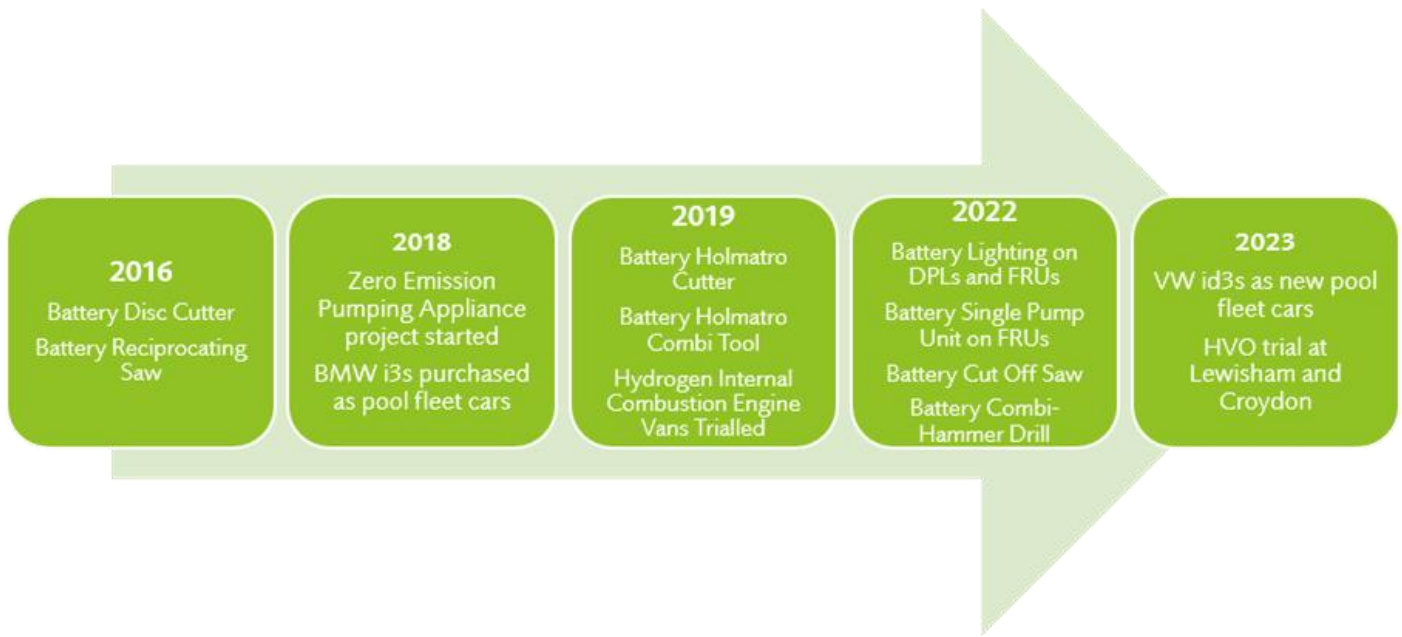 2016
Battery Disc Cutter
Battery Reciprocating
Saw
2018
Zero Emission
Pumping Appliance
project started
BMW i3s purchased
as pool fleet cars
2019
Battery Holmatro
Cutter
Battery Holmatro
Combi Tool
Hydrogen Internal
Combustion Engine
Vans Trialled
2022
Battery Lighting on
DPLs and FRUs
Battery Single Pump
Unit on FRUs
Battery Cut Off Saw
Battery Combi-
Hammer Drill
2023
VW id3s as new pool
fleet cars
HVO trial at
Lewisham and
Croydon